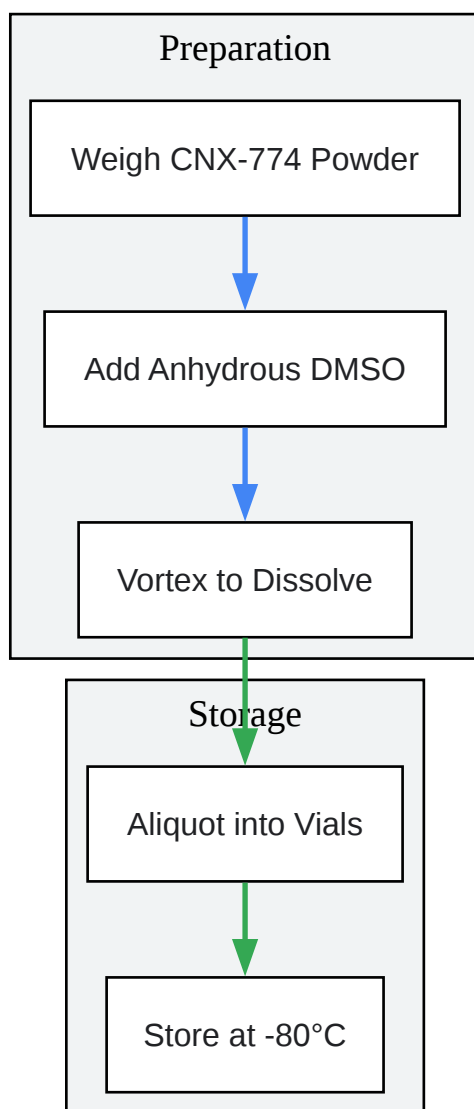 Preparation
Weigh CNX-774 Powder
Add Anhydrous DMSO
Vortex to Dissolve
Storage
Aliquot into Vials
Store at -80°C